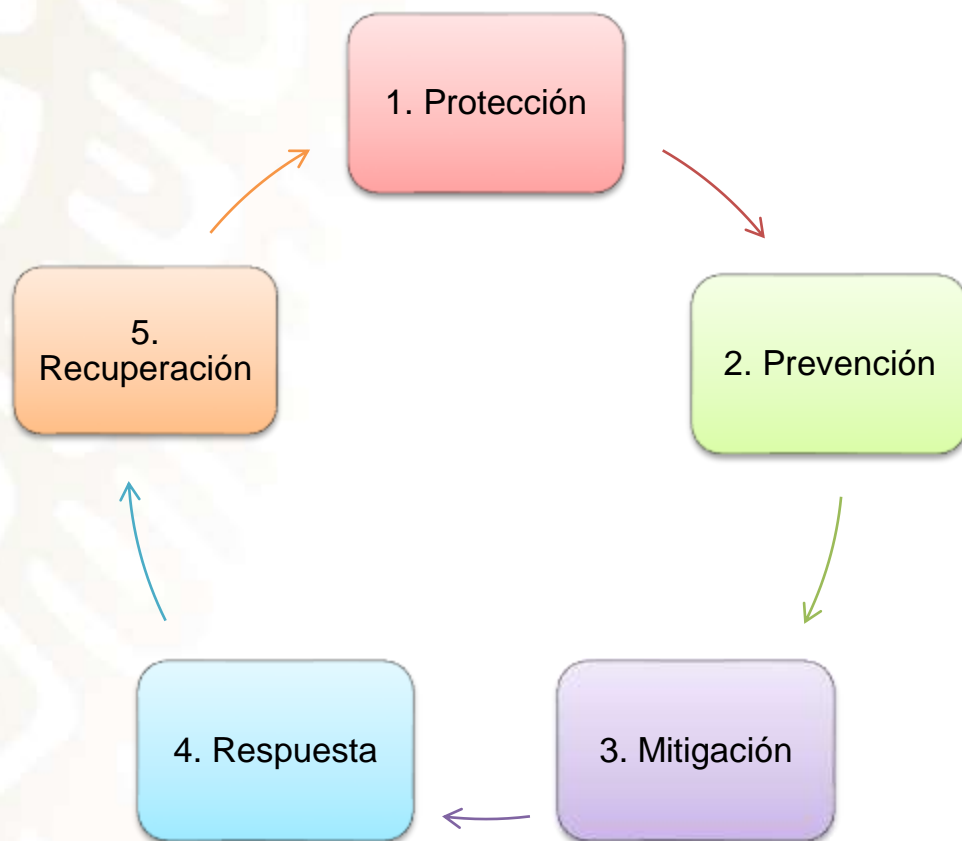 1. Protección
2. Prevención
3. Mitigación
4. Respuesta
5.
Recuperación